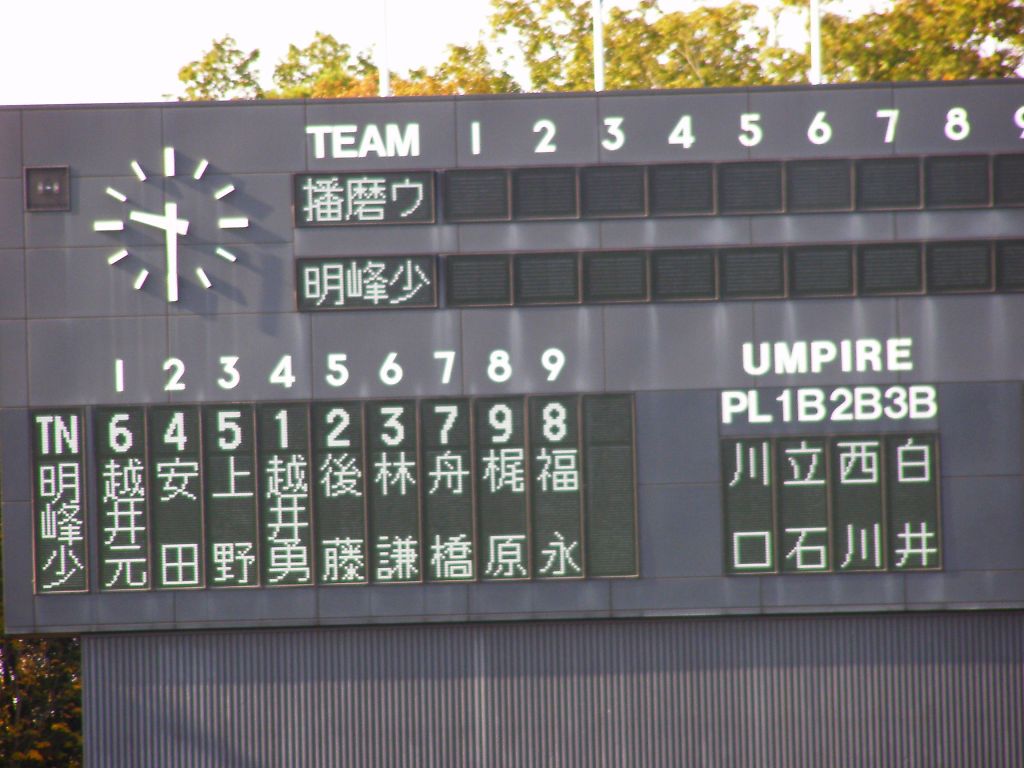 TEAM 1 2 3 4 5 6 7 8 9
播磨ウ
明峰少
1 2 3 4 5 6 7 8 9
TN 6 4 5 1 2 3 7 9 8
明峰少
越井元
安田
上野
越井勇
後藤
林謙
舟橋
梶原
福永
UMPIRE
PL 1B 2B 3B
川口
立石
西川
白井